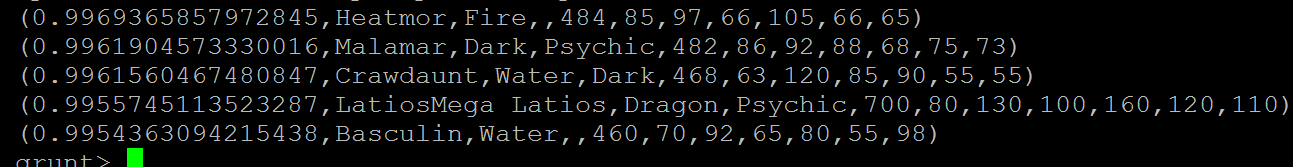 (0.9969365857972845,Heatmor,Fire,,484,85,97,66,105,66,65)
(0.9961904573330016,Malamar,Dark,Psychic,482,86,92,88,68,75,73)
(0.9961560467480847,Crawdaunt,Water,Dark,468,63,120,85,90,55,55)
(0.9955745113523287,LatiosMega Latios,Dragon,Psychic,700,80,130,100,160,120,110)
(0.9954363094215438,Basculin,Water,,460,70,92,65,80,55,98)
grunt>